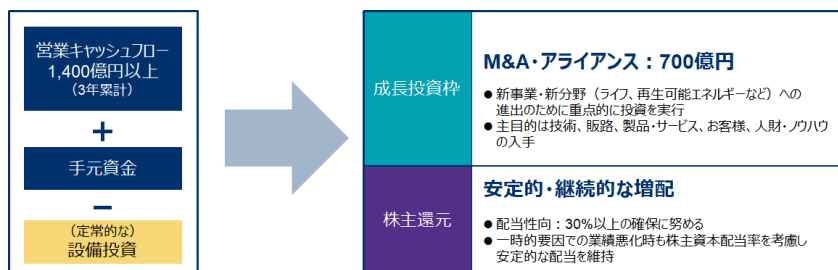 営業キャッシュフロー
1,400億円以上
(3年累計)
+
手元資金
−
(定常的な)
設備投資
成長投資枠
M&A・アライアンス：700億円
● 新事業・新分野（ライフ、再生可能エネルギーなど）への
進出のために重点的に投資を実行
● 主目的は技術、販路、製品・サービス、お客様、人財・ノウハウ
の入手
株主還元
安定的・継続的な増配
● 配当性向：30%以上の確保に努める
● 一時的要因での業績悪化時も株主資本配当率を考慮し
安定的な配当を維持